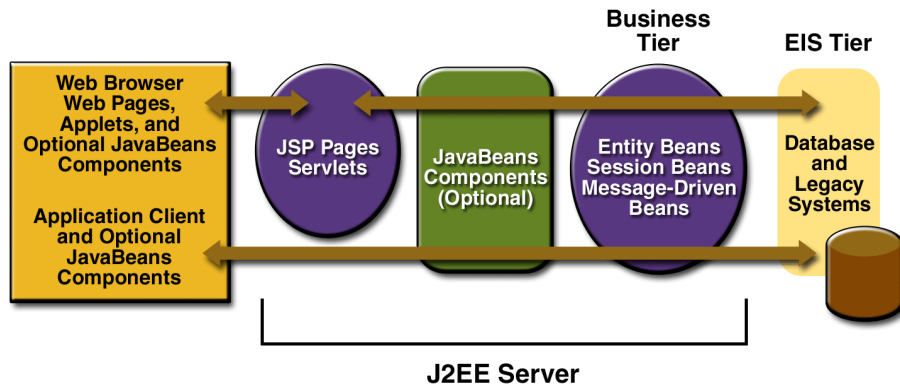 Business
Tier
EIS Tier
Web Browser
Web Pages,
Applets, and
Optional JavaBeans
Components
Application Client
and Optional
JavaBeans
Components
JSP Pages
Servlets
JavaBeans
Components
(Optional)
Entity Beans
Session Beans
Message-Driven
Beans
Database
and
Legacy
Systems
J2EE Server